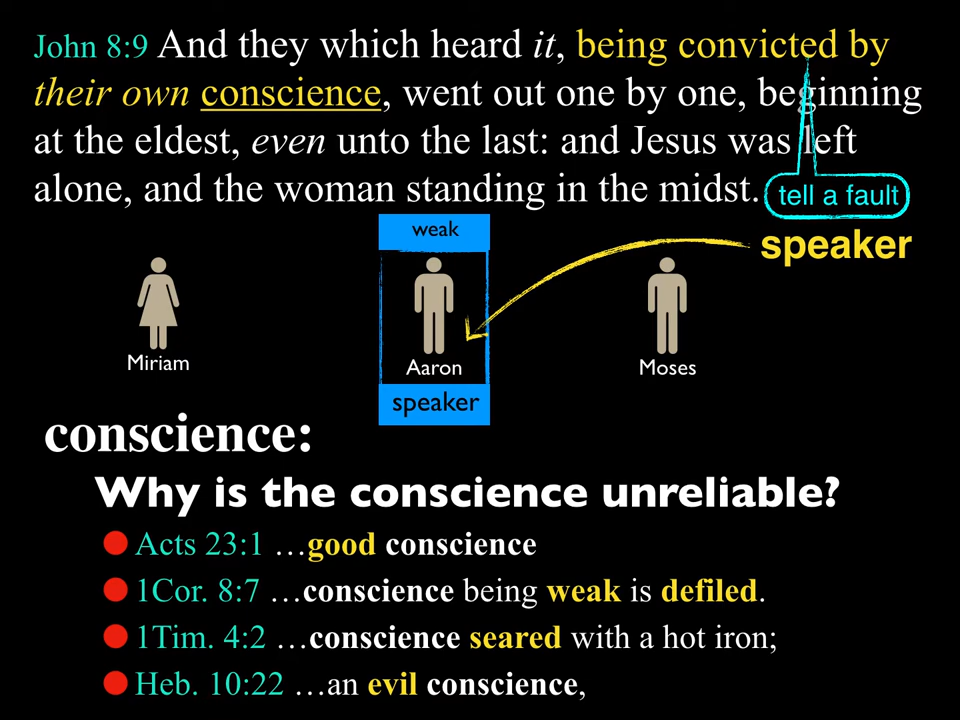 John 8:9 And they which heard it, being convicted by
their own conscience, went out one by one, beginning
at the eldest, even unto the last: and Jesus was left
alone, and the woman standing in the midst.
tell a fault
speaker
weak
Miriam
Aaron
Moses
speaker
conscience:
Why is the conscience unreliable?
Acts 23:1 …good conscience
1Cor. 8:7 …conscience being weak is defiled.
1Tim. 4:2 …conscience seared with a hot iron;
Heb. 10:22 …an evil conscience,